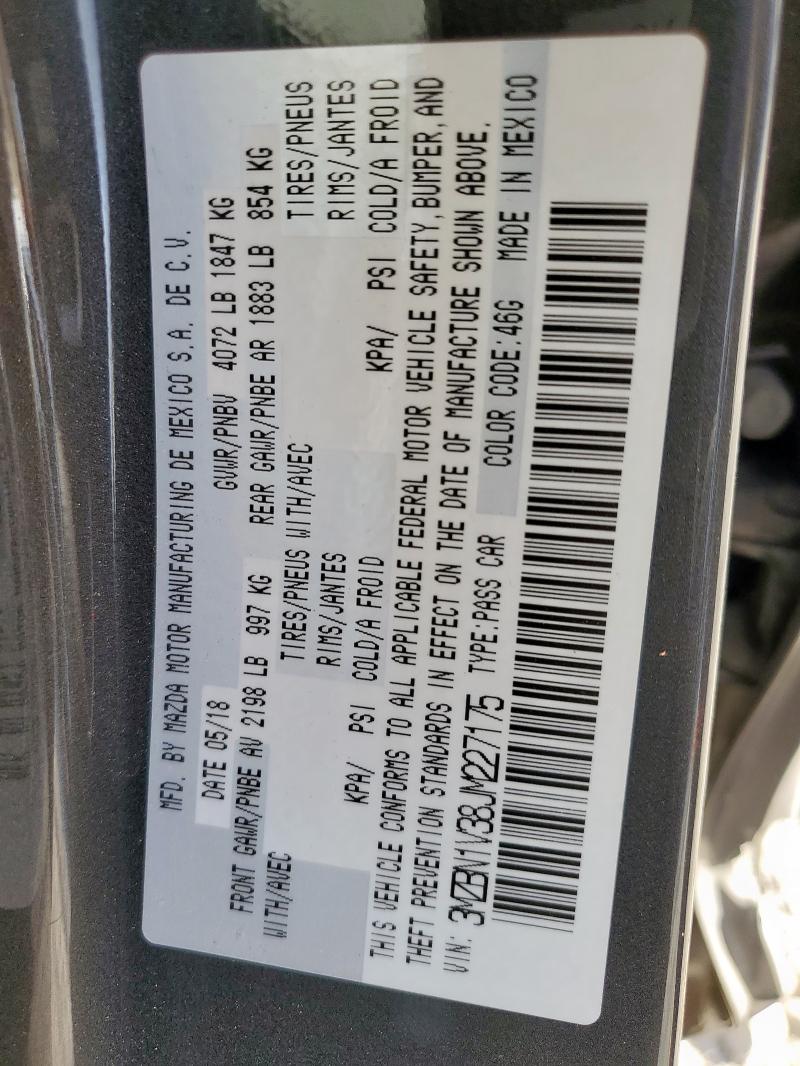 MFD. BY MAZDA MOTOR MANUFACTURING DE MEXICO S.A. DE C.V.
DATE 05/18 GVWR/PNBV 4072 LB 1847 KG
FRONT GAWR/PNBE AV 2198 LB 997 KG REAR GAWR/PNBE AR 1883 LB 854 KG
WITH/AVEC TIRES/PNEUS WITH/AVEC TIRES/PNEUS
RIMS/JANTES RIMS/JANTES
KPA/ PSI COLD/A FROID KPA/ PSI COLD/A FROID
THIS VEHICLE CONFORMS TO ALL APPLICABLE FEDERAL MOTOR VEHICLE SAFETY, BUMPER, AND
THEFT PREVENTION STANDARDS IN EFFECT ON THE DATE OF MANUFACTURE SHOWN ABOVE.
VIN: 3MZBN1V38JM227175 TYPE:PASS CAR COLOR CODE:46G MADE IN MEXICO